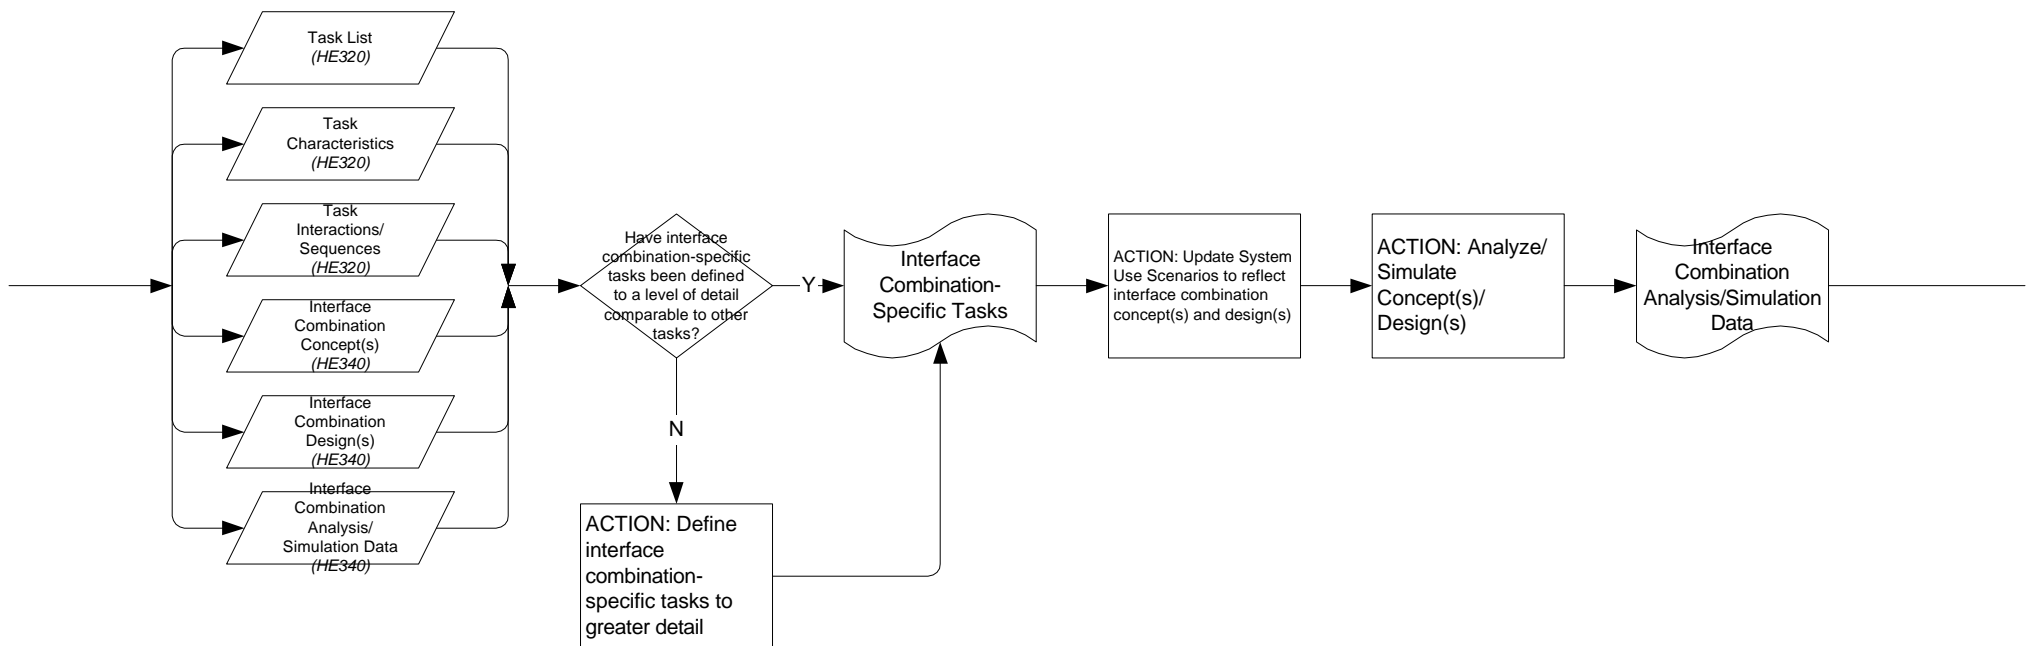 Task List
(HE320)
Task
Characteristics
(HE320)
Task
Interactions/
Sequences
(HE320)
Interface
Combination
Concept(s)
(HE340)
Interface
Combination
Design(s)
(HE340)
Interface
Combination
Analysis/
Simulation Data
(HE340)
Have interface
combination-specific
tasks been defined
to a level of detail
comparable to other
tasks?
Y
N
ACTION: Define
interface
combination-
specific tasks to
greater detail
Interface
Combination-
Specific Tasks
ACTION: Update System
Use Scenarios to reflect
interface combination
concept(s) and design(s)
ACTION: Analyze/
Simulate
Concept(s)/
Design(s)
Interface
Combination
Analysis/Simulation
Data